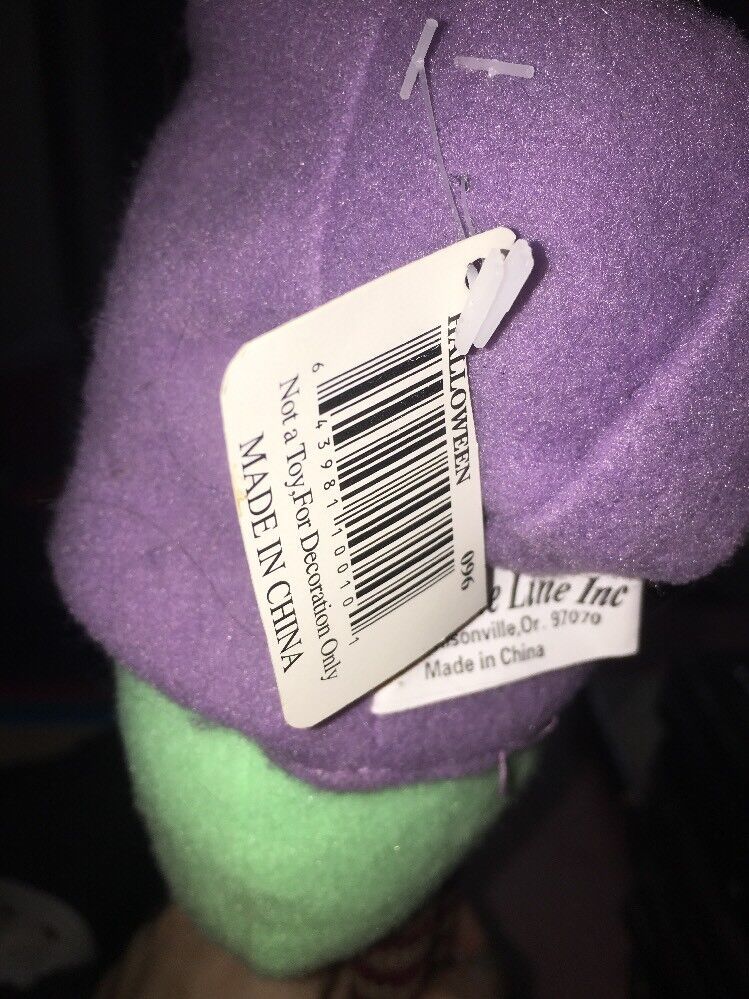 HALLOWEEN 096
6 43981 10010 1
Not a Toy,For Decoration Only
MADE IN CHINA
Line Inc
Or. 97070
Made in China